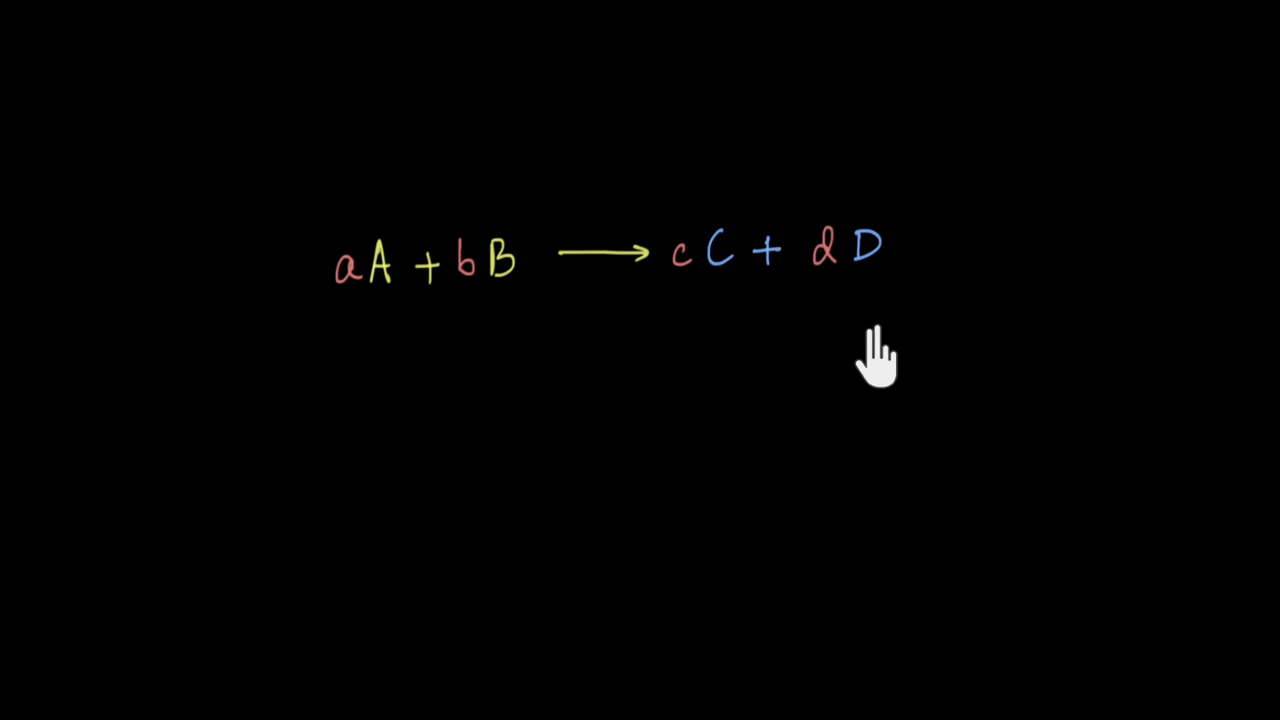 aA + bB ⟶ cC + dD